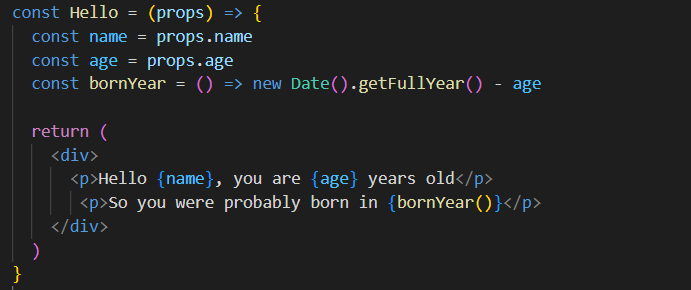 const Hello = (props) => {
  const name = props.name
  const age = props.age
  const bornYear = () => new Date().getFullYear() - age

  return (
    <div>
      <p>Hello {name}, you are {age} years old</p>
       <p>So you were probably born in {bornYear()}</p>
    </div>
  )
}